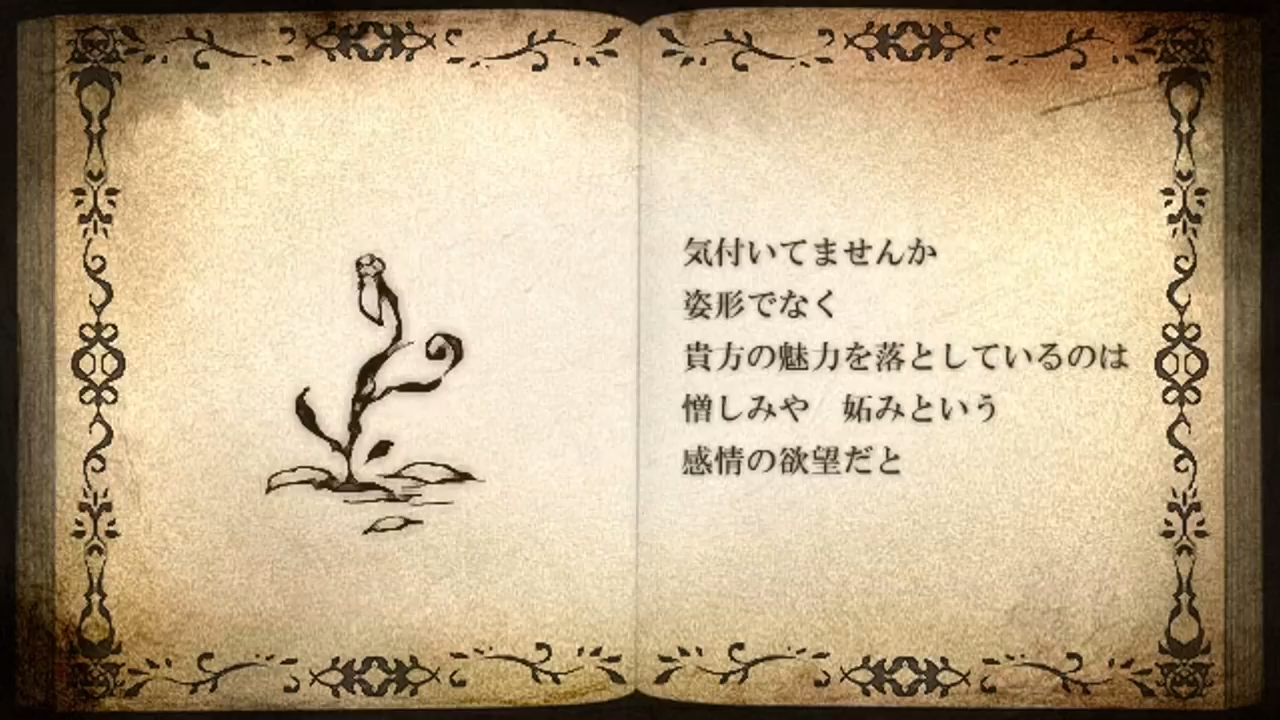 気付いてませんか
姿形でなく
貴方の魅力を落としているのは
憎しみや　妬みという
感情の欲望だと